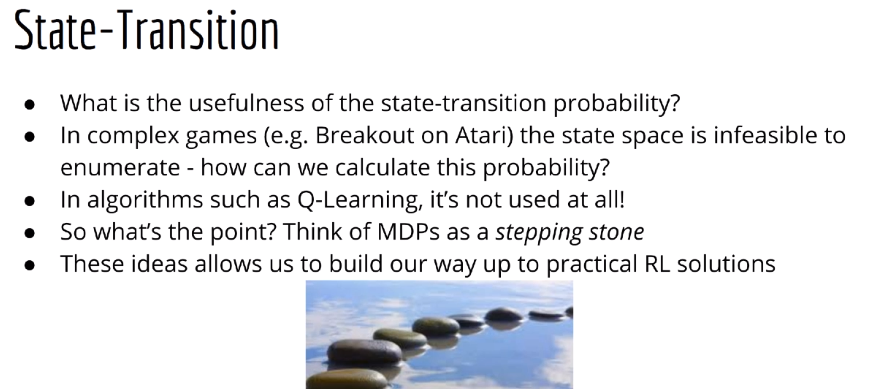 State-Transition
● What is the usefulness of the state-transition probability?
● In complex games (e.g. Breakout on Atari) the state space is infeasible to
enumerate - how can we calculate this probability?
● In algorithms such as Q-Learning, it's not used at all!
● So what's the point? Think of MDPs as a stepping stone
● These ideas allows us to build our way up to practical RL solutions